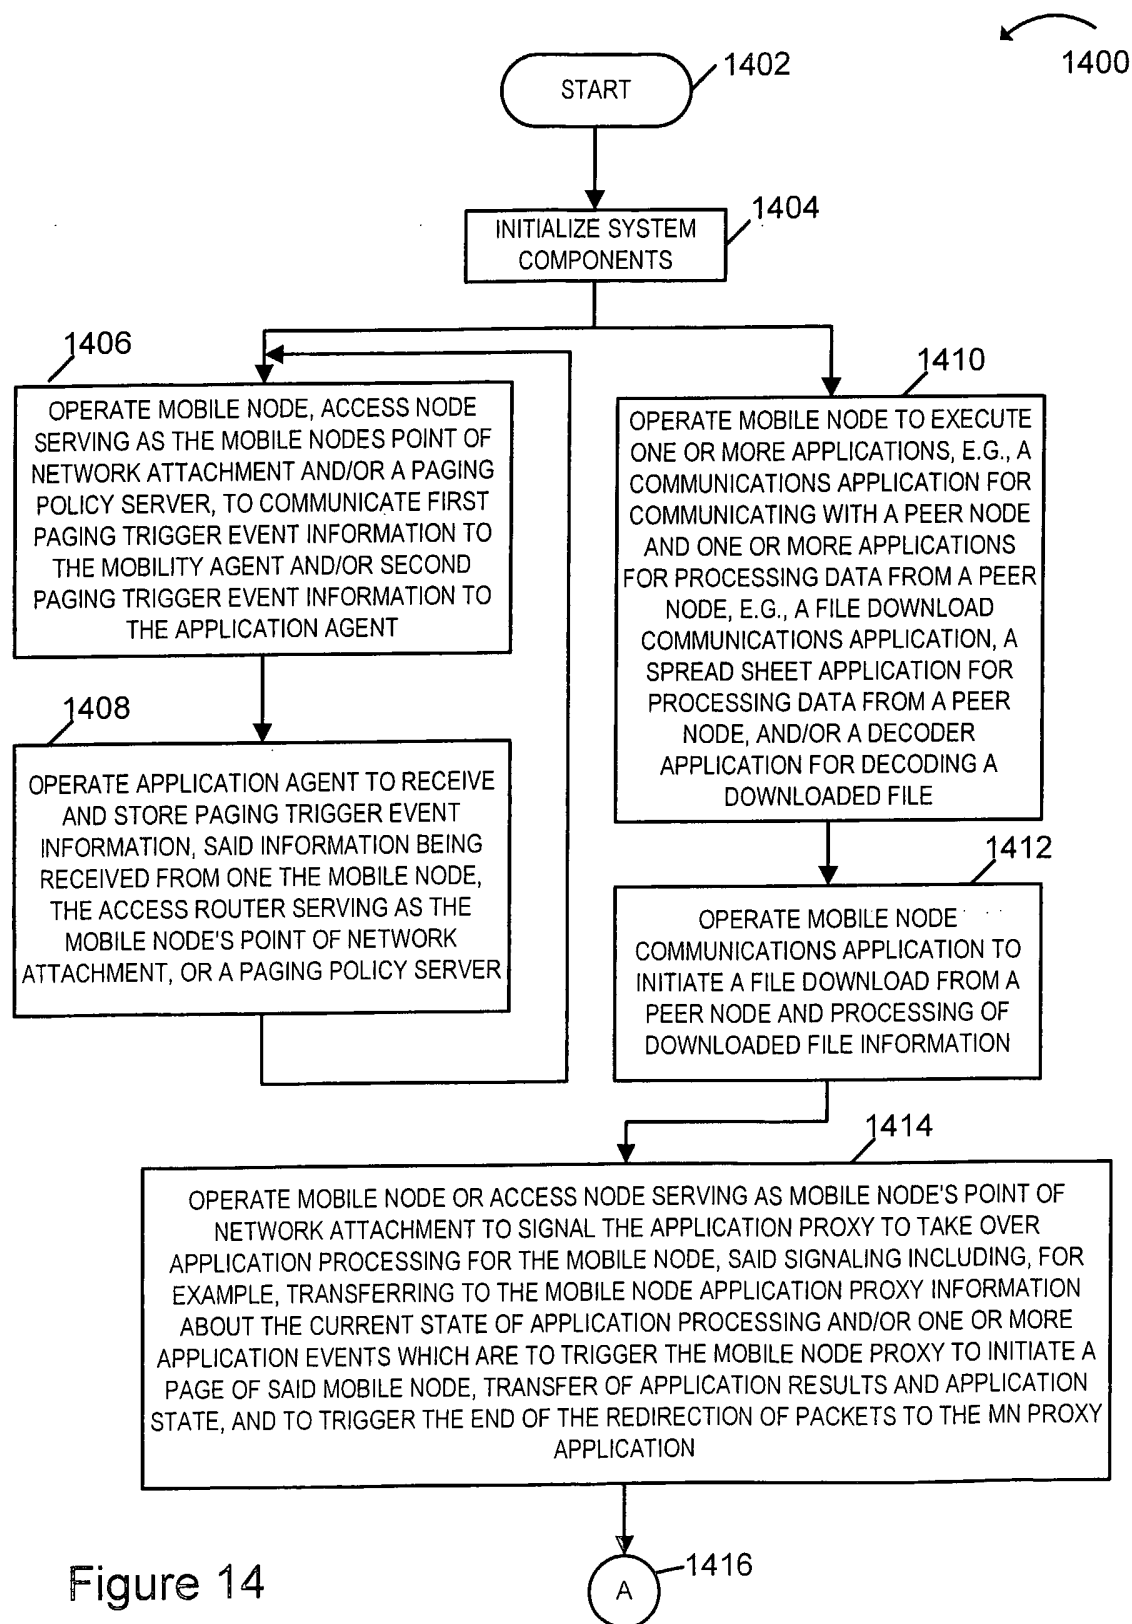 1400
1402
START
1404
INITIALIZE SYSTEM
COMPONENTS
1406
OPERATE MOBILE NODE, ACCESS NODE
SERVING AS THE MOBILE NODES POINT OF
NETWORK ATTACHMENT AND/OR A PAGING
POLICY SERVER, TO COMMUNICATE FIRST
PAGING TRIGGER EVENT INFORMATION TO
THE MOBILITY AGENT AND/OR SECOND
PAGING TRIGGER EVENT INFORMATION TO
THE APPLICATION AGENT
1408
OPERATE APPLICATION AGENT TO RECEIVE
AND STORE PAGING TRIGGER EVENT
INFORMATION, SAID INFORMATION BEING
RECEIVED FROM ONE THE MOBILE NODE,
THE ACCESS ROUTER SERVING AS THE
MOBILE NODE'S POINT OF NETWORK
ATTACHMENT, OR A PAGING POLICY SERVER
1410
OPERATE MOBILE NODE TO EXECUTE
ONE OR MORE APPLICATIONS, E.G., A
COMMUNICATIONS APPLICATION FOR
COMMUNICATING WITH A PEER NODE
AND ONE OR MORE APPLICATIONS
FOR PROCESSING DATA FROM A PEER
NODE, E.G., A FILE DOWNLOAD
COMMUNICATIONS APPLICATION, A
SPREAD SHEET APPLICATION FOR
PROCESSING DATA FROM A PEER
NODE, AND/OR A DECODER
APPLICATION FOR DECODING A
DOWNLOADED FILE
1412
OPERATE MOBILE NODE
COMMUNICATIONS APPLICATION TO
INITIATE A FILE DOWNLOAD FROM A
PEER NODE AND PROCESSING OF
DOWNLOADED FILE INFORMATION
1414
OPERATE MOBILE NODE OR ACCESS NODE SERVING AS MOBILE NODE'S POINT OF
NETWORK ATTACHMENT TO SIGNAL THE APPLICATION PROXY TO TAKE OVER
APPLICATION PROCESSING FOR THE MOBILE NODE, SAID SIGNALING INCLUDING, FOR
EXAMPLE, TRANSFERRING TO THE MOBILE NODE APPLICATION PROXY INFORMATION
ABOUT THE CURRENT STATE OF APPLICATION PROCESSING AND/OR ONE OR MORE
APPLICATION EVENTS WHICH ARE TO TRIGGER THE MOBILE NODE PROXY TO INITIATE A
PAGE OF SAID MOBILE NODE, TRANSFER OF APPLICATION RESULTS AND APPLICATION
STATE, AND TO TRIGGER THE END OF THE REDIRECTION OF PACKETS TO THE MN PROXY
APPLICATION
A
1416
Figure 14